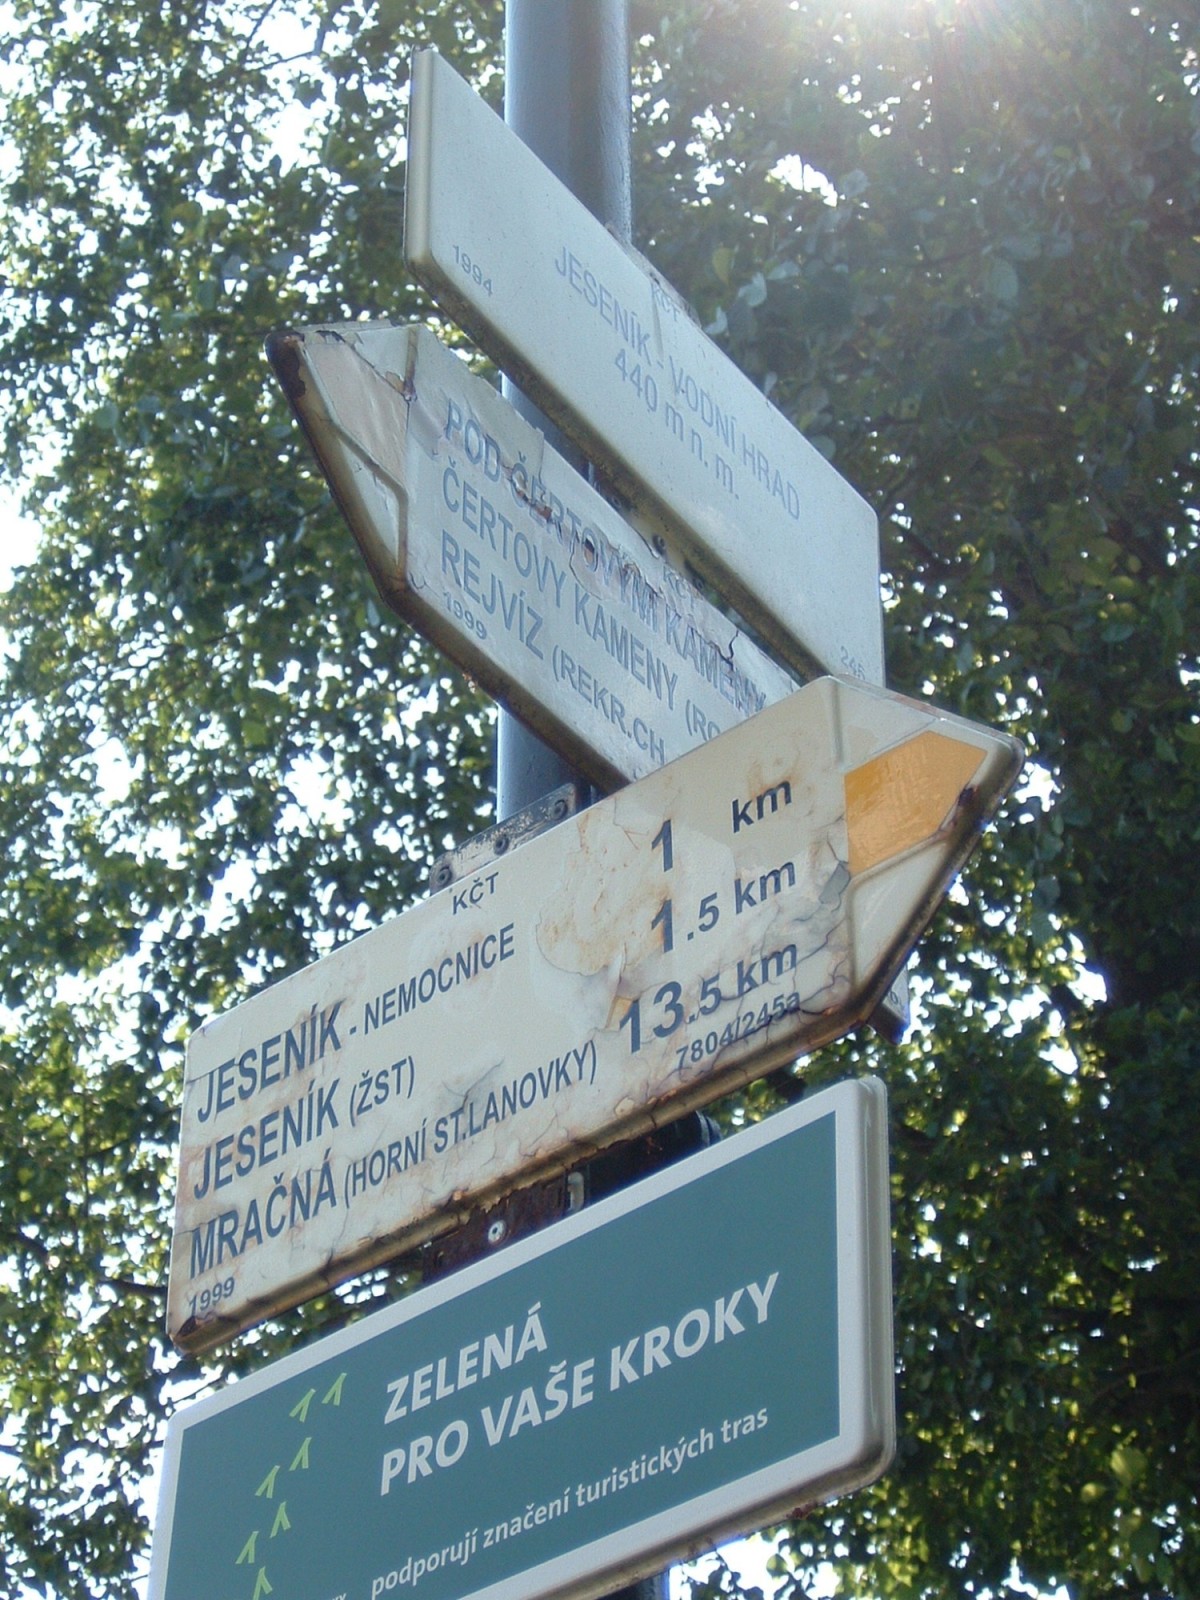 KČT
JESENÍK - VODNÍ HRAD
440 m n. m.
1994
245
POD ČERTOVÝMI KAMENY
KČT
ČERTOVY KAMENY (RO
REJVÍZ (REKR.CH
1999
KČT
JESENÍK - NEMOCNICE 1 km
JESENÍK (ŽST) 1.5 km
MRAČNÁ (HORNÍ ST.LANOVKY) 13.5 km
1999 7804/245a
ZELENÁ
PRO VAŠE KROKY
podporují značení turistických tras